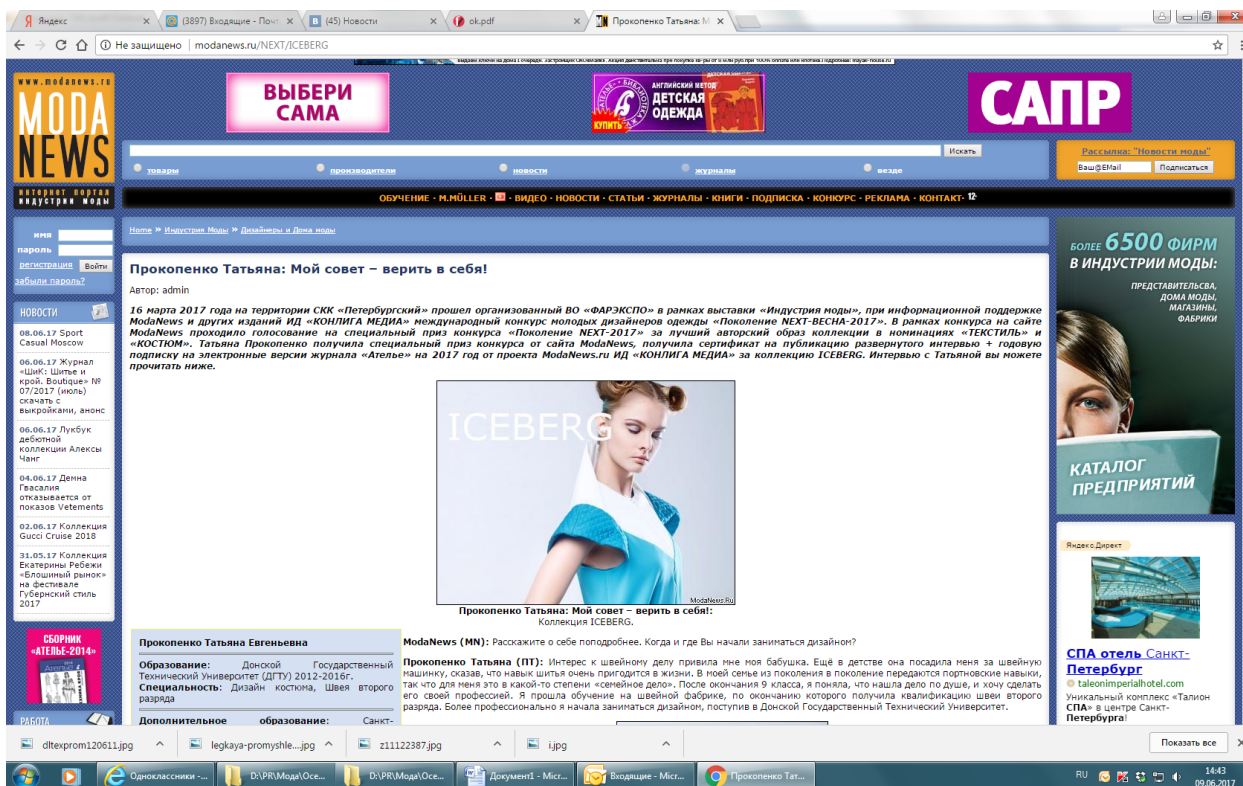 Яндекс
(3897) Входящие - Почт
(45) Новости
ok.pdf
Прокопенко Татьяна: М
Не защищено | modanews.ru/NEXT/ICEBERG
www.modanews.ru
MODA
NEWS
интернет портал
индустрии моды
ВЫБЕРИ
САМА
АНГЛИЙСКИЙ МЕТОД
ДЕТСКАЯ
ОДЕЖДА
КУПИТЬ
САПР
Искать
товары
производители
новости
журналы
везде
Рассылка: "Новости моды"
Ваш@EMail
Подписаться
ОБУЧЕНИЕ - M.MÜLLER - - ВИДЕО - НОВОСТИ - СТАТЬИ - ЖУРНАЛЫ - КНИГИ - ПОДПИСКА - КОНКУРС - РЕКЛАМА - КОНТАКТ- 12+
имя
пароль
регистрация
Войти
забыли пароль?
Home » Индустрия Моды » Дизайнеры и Дома моды
Прокопенко Татьяна: Мой совет – верить в себя!
Автор: admin
16 марта 2017 года на территории СКК «Петербургский» прошел организованный ВО «ФАРЭКСПО» в рамках выставки «Индустрия моды», при информационной поддержке
ModaNews и других изданий ИД «КОНЛИГА МЕДИА» международный конкурс молодых дизайнеров одежды «Поколение NEXT-ВЕСНА-2017». В рамках конкурса на сайте
ModaNews проходило голосование на специальный приз конкурса «Поколение NEXT-2017» за лучший авторский образ коллекции в номинациях «ТЕКСТИЛЬ» и
«КОСТЮМ». Татьяна Прокопенко получила специальный приз конкурса от сайта ModaNews, получила сертификат на публикацию развернутого интервью + годовую
подписку на электронные версии журнала «Ателье» на 2017 год от проекта ModaNews.ru ИД «КОНЛИГА МЕДИА» за коллекцию ICEBERG. Интервью с Татьяной вы можете
прочитать ниже.
ICEBERG
ModaNews.Ru
Прокопенко Татьяна: Мой совет – верить в себя!:
Коллекция ICEBERG.
НОВОСТИ
08.06.17 Sport
Casual Moscow
06.06.17 Журнал
«ШиК: Шитье и
крой. Boutique» №
07/2017 (июль)
скачать с
выкройками, анонс
06.06.17 Лукбук
дебютной
коллекции Алексы
Чанг
04.06.17 Демна
Гвасалия
отказывается от
показов Vetements
02.06.17 Коллекция
Gucci Cruise 2018
31.05.17 Коллекция
Екатерины Ребежи
«Блошиный рынок»
на фестивале
Губернский стиль
2017
СБОРНИК
«АТЕЛЬЕ-2014»
РАБОТА
Прокопенко Татьяна Евгеньевна
Образование: Донской Государственный
Технический Университет (ДГТУ) 2012-2016г.
Специальность: Дизайн костюма, Швея второго
разряда
Дополнительное образование: Санкт-
ModaNews (MN): Расскажите о себе поподробнее. Когда и где Вы начали заниматься дизайном?
Прокопенко Татьяна (ПТ): Интерес к швейному делу привила мне моя бабушка. Ещё в детстве она посадила меня за швейную
машинку, сказав, что навык шитья очень пригодится в жизни. В моей семье из поколения в поколение передаются портновские навыки,
так что для меня это в какой-то степени «семейное дело». После окончания 9 класса, я поняла, что нашла дело по душе, и хочу сделать
его своей профессией. Я прошла обучение на швейной фабрике, по окончанию которого получила квалификацию швеи второго
разряда. Более профессионально я начала заниматься дизайном, поступив в Донской Государственный Технический Университет.
БОЛЕЕ 6500 ФИРМ
В ИНДУСТРИИ МОДЫ:
ПРЕДСТАВИТЕЛЬСВА,
ДОМА МОДЫ,
МАГАЗИНЫ,
ФАБРИКИ
КАТАЛОГ
ПРЕДПРИЯТИЙ
Яндекс.Директ
СПА отель Санкт-
Петербург
taleonimperialhotel.com
Уникальный комплекс «Талион
СПА» в центре Санкт-
Петербурга!
dltexprom120611.jpg
legkaya-promyshle....jpg
z11122387.jpg
i.jpg
Показать все
Одноклассники -...
D:\PR\Мода\Осе...
D:\PR\Мода\Осе...
Документ1 - Micr...
Входящие - Micr...
Прокопенко Тат...
RU
14:43
09.06.2017